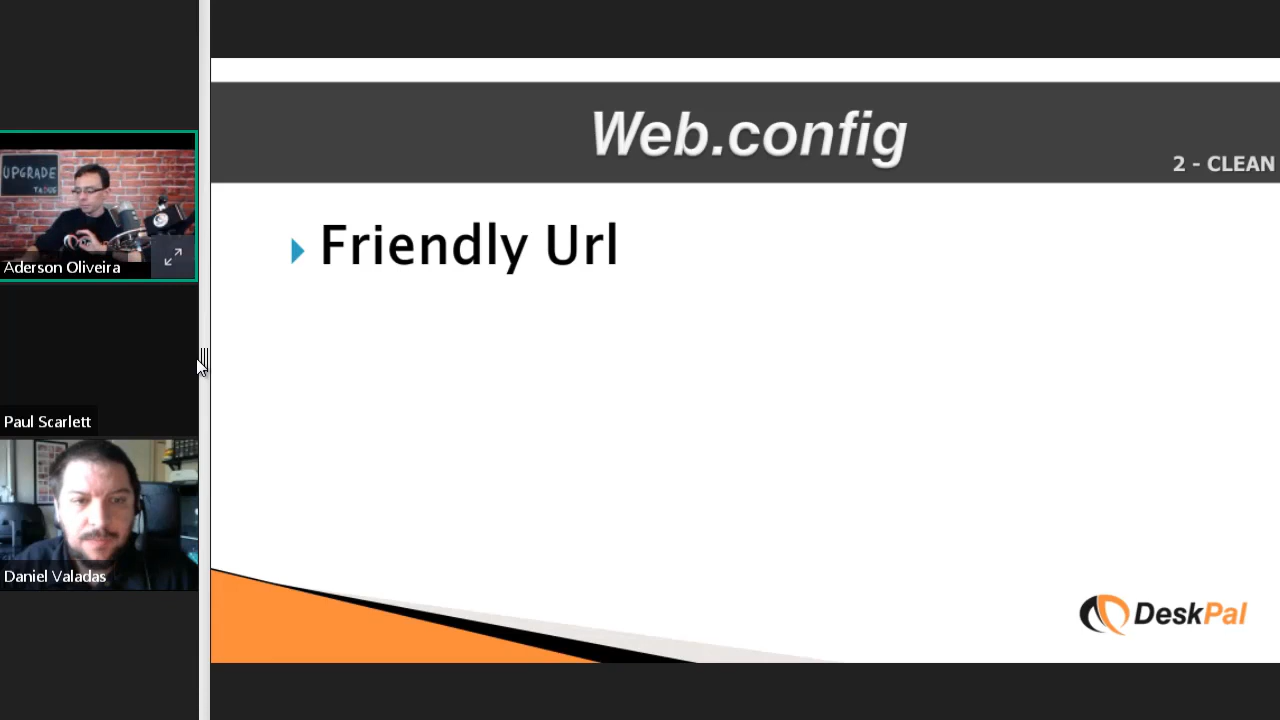 Web.config
2 - CLEAN
Friendly Url
UPGRADE
Aderson Oliveira
Paul Scarlett
Daniel Valadas
DeskPal